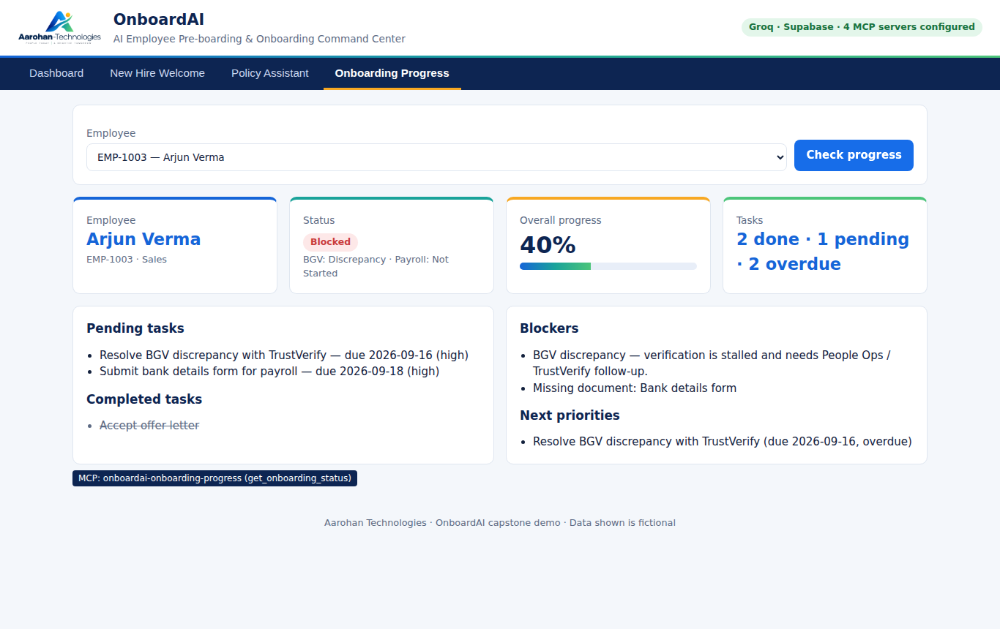 Aarohan-Technologies
OnboardAI
AI Employee Pre-boarding & Onboarding Command Center
Groq · Supabase · 4 MCP servers configured
Dashboard
New Hire Welcome
Policy Assistant
Onboarding Progress
Employee
EMP-1003 — Arjun Verma
Check progress
Employee
Arjun Verma
EMP-1003 · Sales
Status
Blocked
BGV: Discrepancy · Payroll: Not
Started
Overall progress
40%
Tasks
2 done · 1 pending
· 2 overdue
Pending tasks
• Resolve BGV discrepancy with TrustVerify — due 2026-09-16 (high)
• Submit bank details form for payroll — due 2026-09-18 (high)
Completed tasks
• Accept offer letter
Blockers
• BGV discrepancy — verification is stalled and needs People Ops /
TrustVerify follow-up.
• Missing document: Bank details form
Next priorities
• Resolve BGV discrepancy with TrustVerify (due 2026-09-16, overdue)
MCP: onboardai-onboarding-progress (get_onboarding_status)
Aarohan Technologies · OnboardAI capstone demo · Data shown is fictional